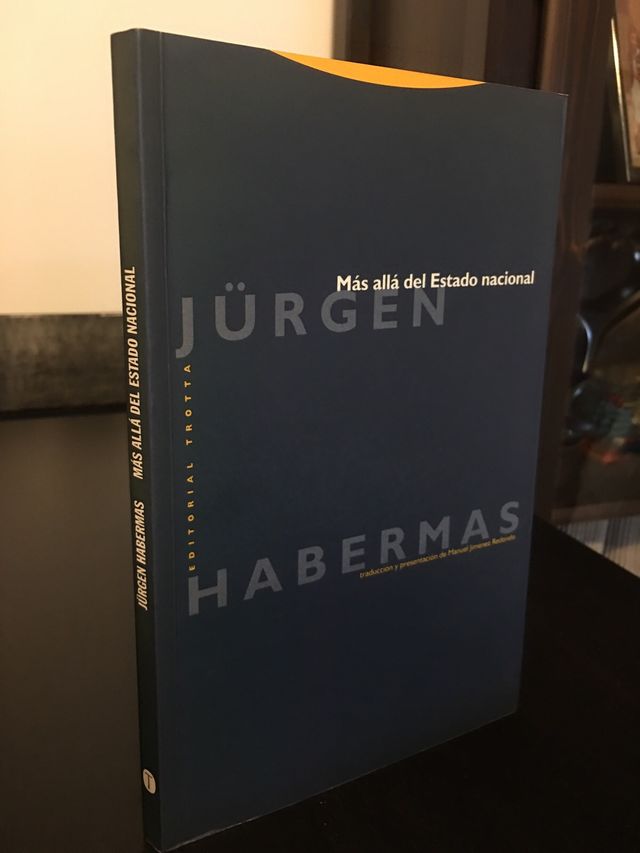 Más allá del Estado nacional
JÜRGEN
EDITORIAL TROTTA
HABERMAS
traducción y presentación de Manuel Jiménez Redondo
JÜRGEN HABERMAS MÁS ALLÁ DEL ESTADO NACIONAL
T